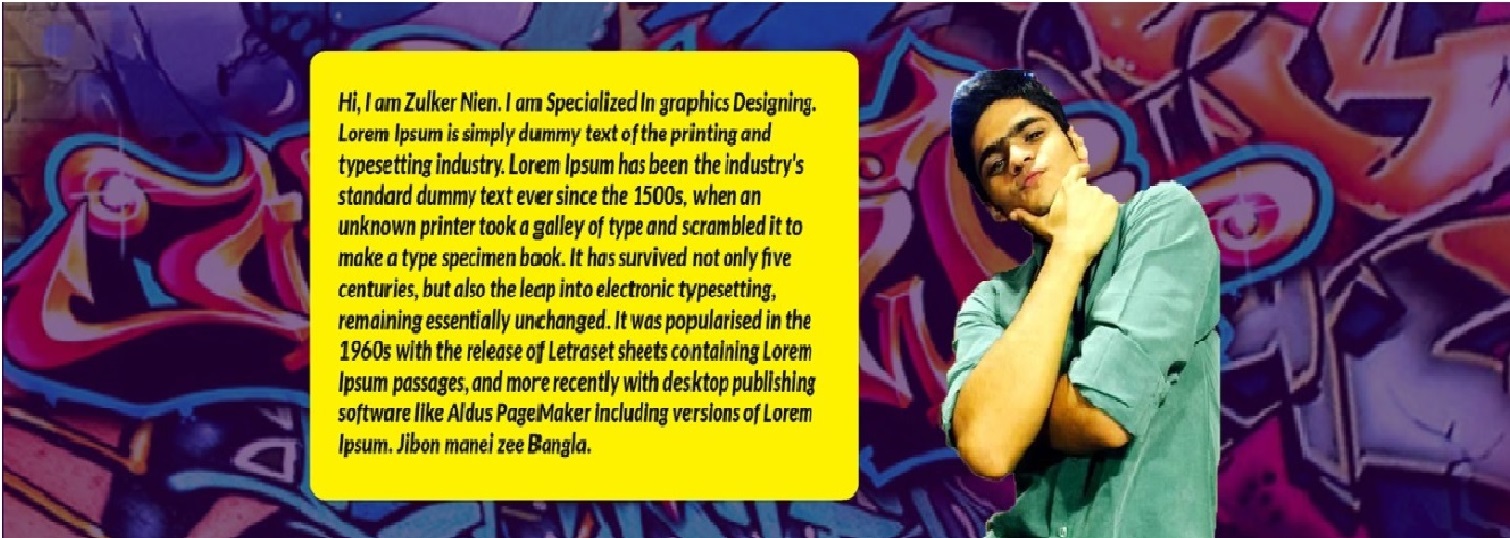 Hi, I am Zulker Nien. I am Specialized In graphics Designing.
Lorem Ipsum is simply dummy text of the printing and
typesetting industry. Lorem Ipsum has been the industry's
standard dummy text ever since the 1500s, when an
unknown printer took a galley of type and scrambled it to
make a type specimen book. It has survived not only five
centuries, but also the leap into electronic typesetting,
remaining essentially unchanged. It was popularised in the
1960s with the release of Letraset sheets containing Lorem
Ipsum passages, and more recently with desktop publishing
software like Aldus PageMaker including versions of Lorem
Ipsum. Jibon manei zee Bangla.